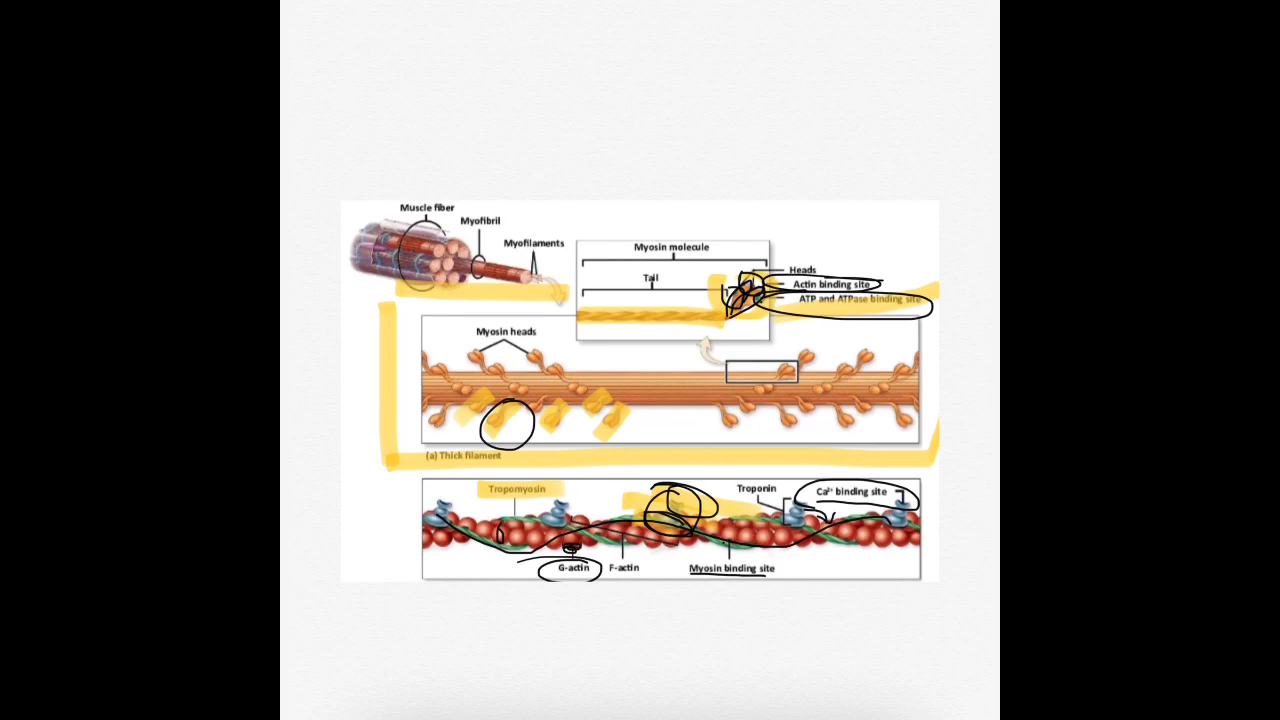 Muscle fiber
Myofibril
Myofilaments
Myosin molecule
Tail
Heads
Actin binding site
ATP and ATPase binding site
Myosin heads
(a) Thick filament
Tropomyosin
Troponin
Ca²⁺ binding site
G-actin
F-actin
Myosin binding site